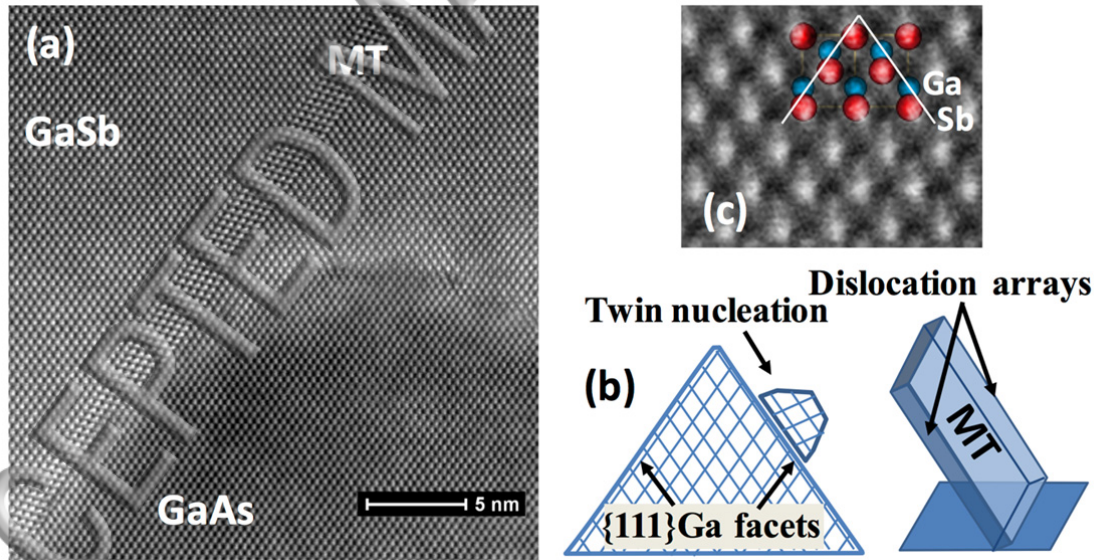 (a)
MT
GaSb
GaAs
5 nm
Ga
Sb
(c)
Dislocation arrays
Twin nucleation
(b)
MT
{111}Ga facets